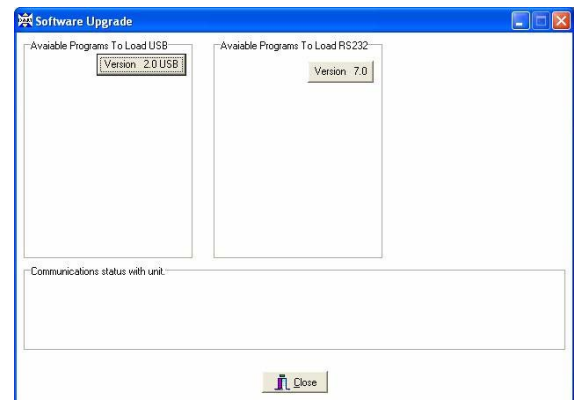 Software Upgrade
Avaiable Programs To Load USB
Version 2.0 USB
Avaiable Programs To Load RS232
Version 7.0
Communications status with unit.
Close